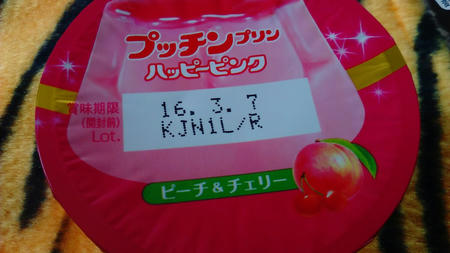 プッチンプリン
ハッピーピンク
賞味期限
(開封前)
Lot.
16. 3. 7
KJN1L/R
ピーチ&チェリー